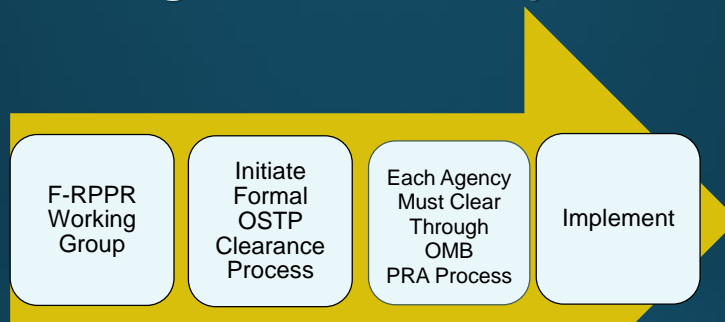 F-RPPR
Working
Group
Initiate
Formal
OSTP
Clearance
Process
Each Agency
Must Clear
Through
OMB
PRA Process
Implement